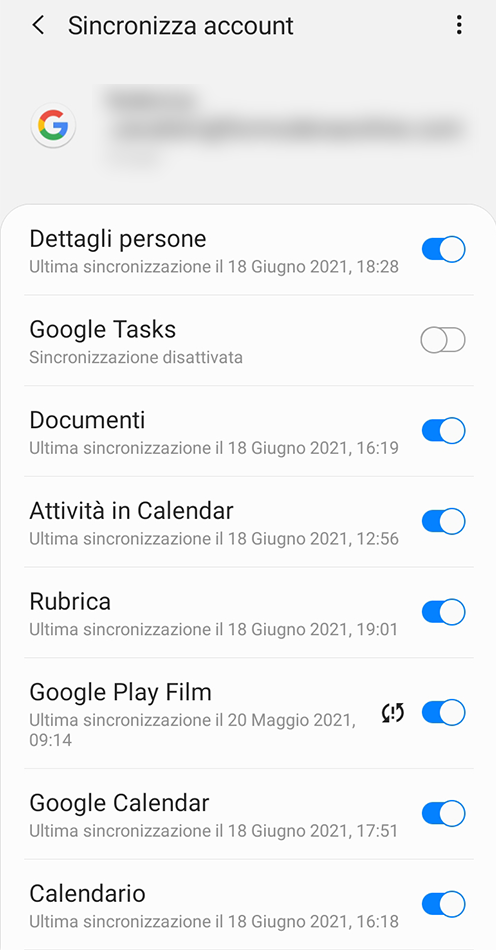 Sincronizza account
Dettagli persone
Ultima sincronizzazione il 18 Giugno 2021, 18:28
Google Tasks
Sincronizzazione disattivata
Documenti
Ultima sincronizzazione il 18 Giugno 2021, 16:19
Attività in Calendar
Ultima sincronizzazione il 18 Giugno 2021, 12:56
Rubrica
Ultima sincronizzazione il 18 Giugno 2021, 19:01
Google Play Film
Ultima sincronizzazione il 20 Maggio 2021,
09:14
Google Calendar
Ultima sincronizzazione il 18 Giugno 2021, 17:51
Calendario
Ultima sincronizzazione il 18 Giugno 2021, 16:18